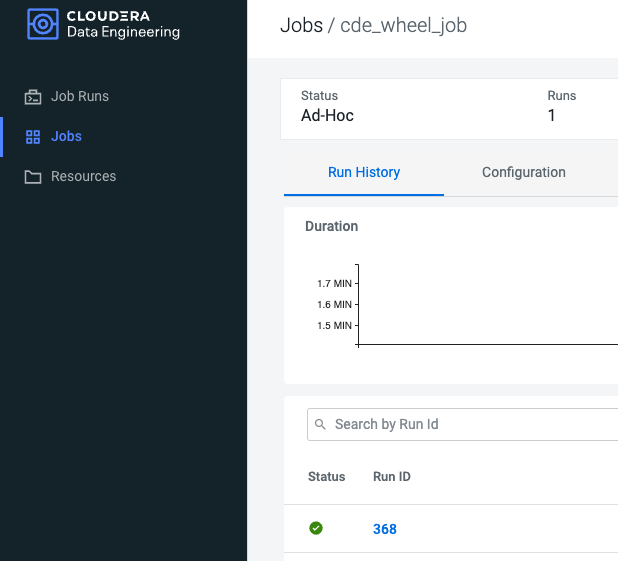 CLOUDERA
Data Engineering
Job Runs
Jobs
Resources
Jobs / cde_wheel_job
Status Runs
Ad-Hoc 1
Run History Configuration
Duration
1.7 MIN
1.6 MIN
1.5 MIN
Search by Run Id
Status Run ID
368